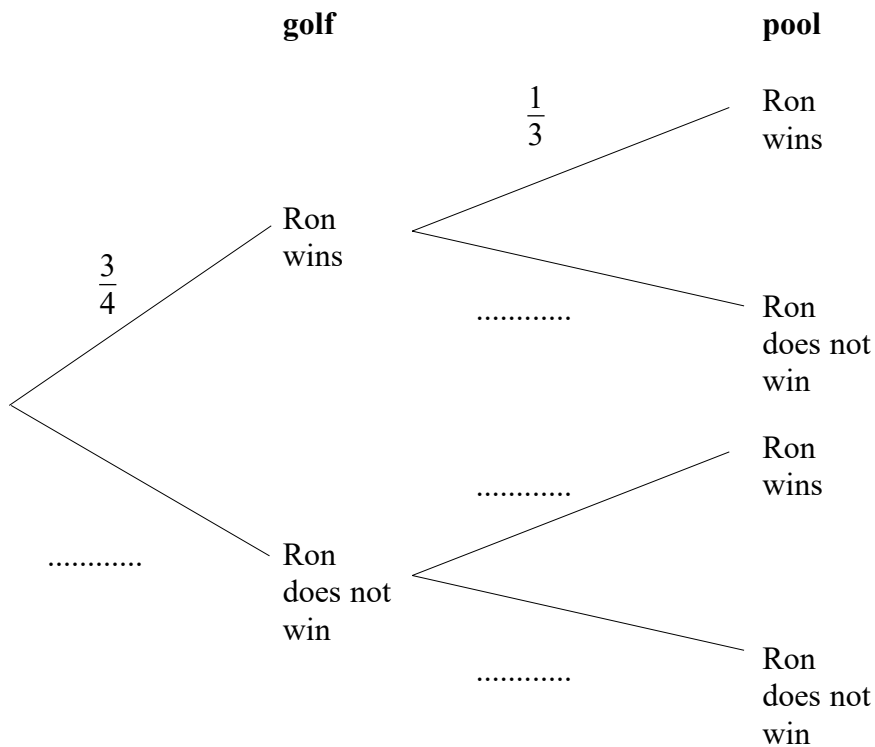 golf pool
1
3
Ron
wins
3
4
Ron
wins
............
Ron
does not
win
............
Ron
wins
............
Ron
does not
win
............
Ron
does not
win